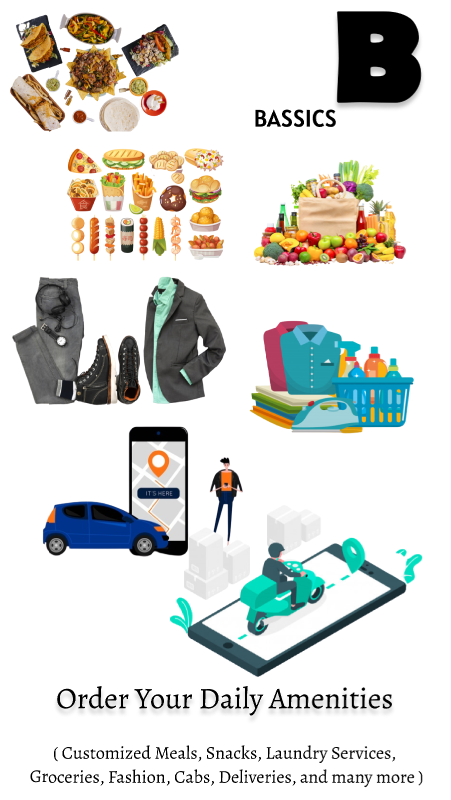 B
BASSICS
IT'S HERE
Order Your Daily Amenities
( Customized Meals, Snacks, Laundry Services,
Groceries, Fashion, Cabs, Deliveries, and many more )